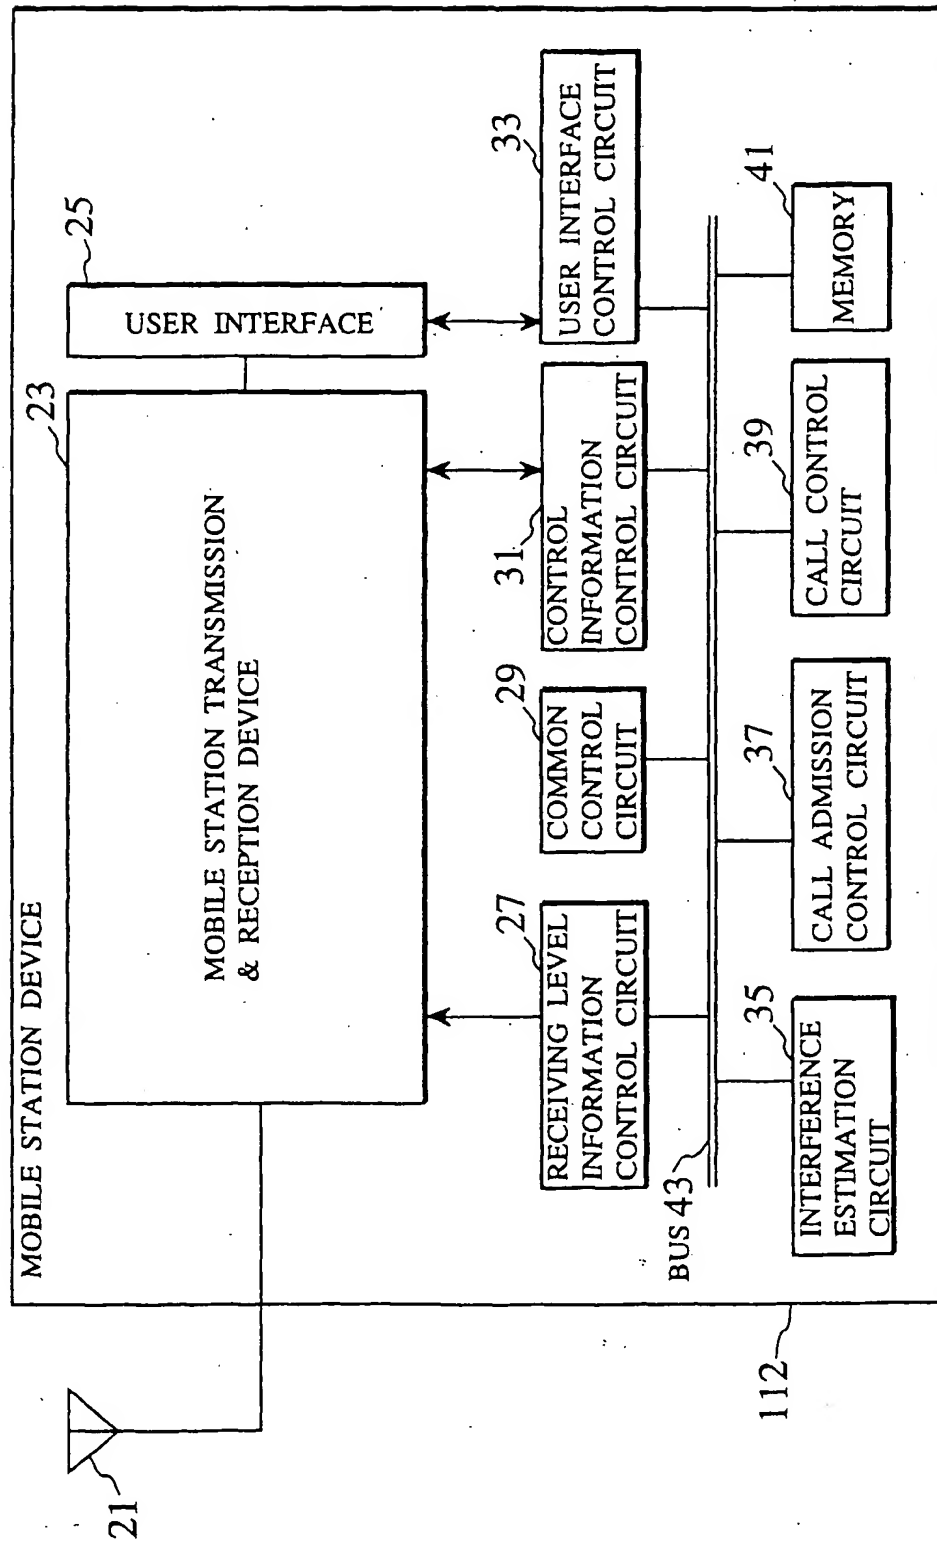 MOBILE STATION DEVICE
21
23
MOBILE STATION TRANSMISSION
& RECEPTION DEVICE
25
USER INTERFACE
27
RECEIVING LEVEL
INFORMATION
CONTROL CIRCUIT
29
COMMON
CONTROL
CIRCUIT
31
CONTROL
INFORMATION
CONTROL CIRCUIT
33
USER INTERFACE
CONTROL CIRCUIT
BUS 43
35
INTERFERENCE
ESTIMATION
CIRCUIT
37
CALL ADMISSION
CONTROL CIRCUIT
39
CALL CONTROL
CIRCUIT
41
MEMORY
112